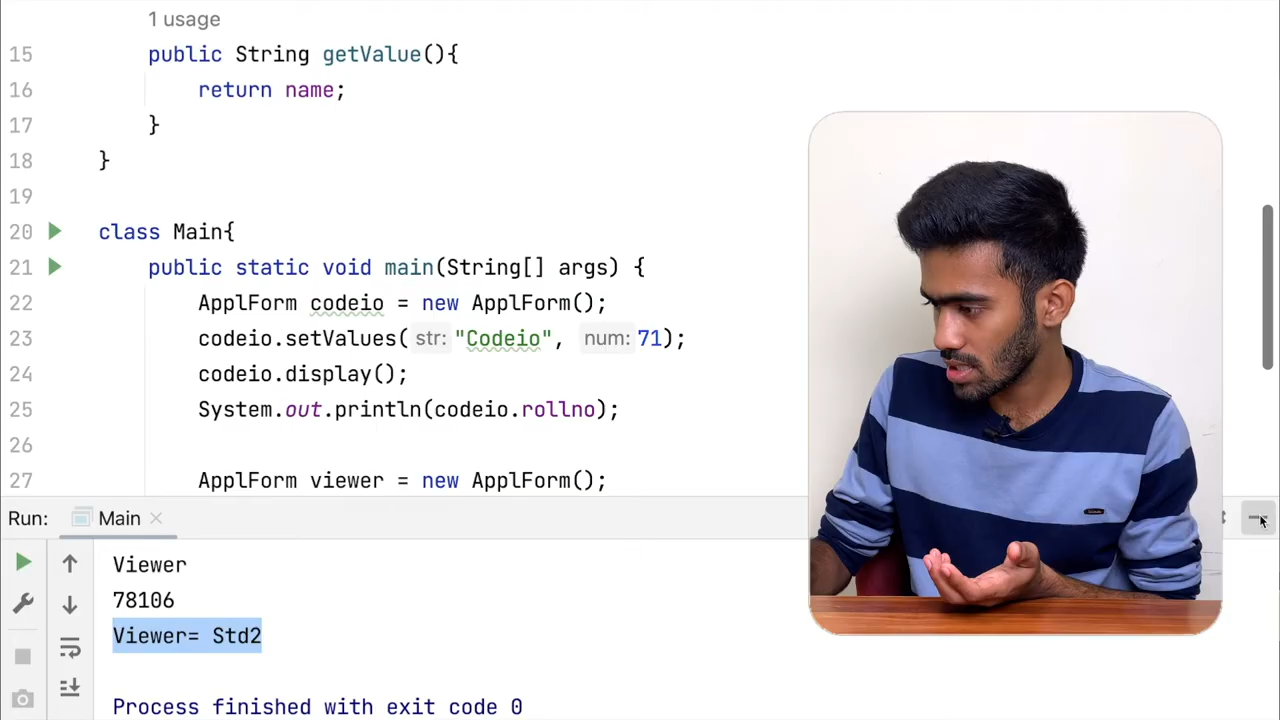 1 usage
15 public String getValue(){
16 return name;
17 }
18 }
19
20 class Main{
21 public static void main(String[] args) {
22 ApplForm codeio = new ApplForm();
23 codeio.setValues( str: "Codeio", num: 71);
24 codeio.display();
25 System.out.println(codeio.rollno);
26
27 ApplForm viewer = new ApplForm();
Run: Main
Viewer
78106
Viewer= Std2
Process finished with exit code 0